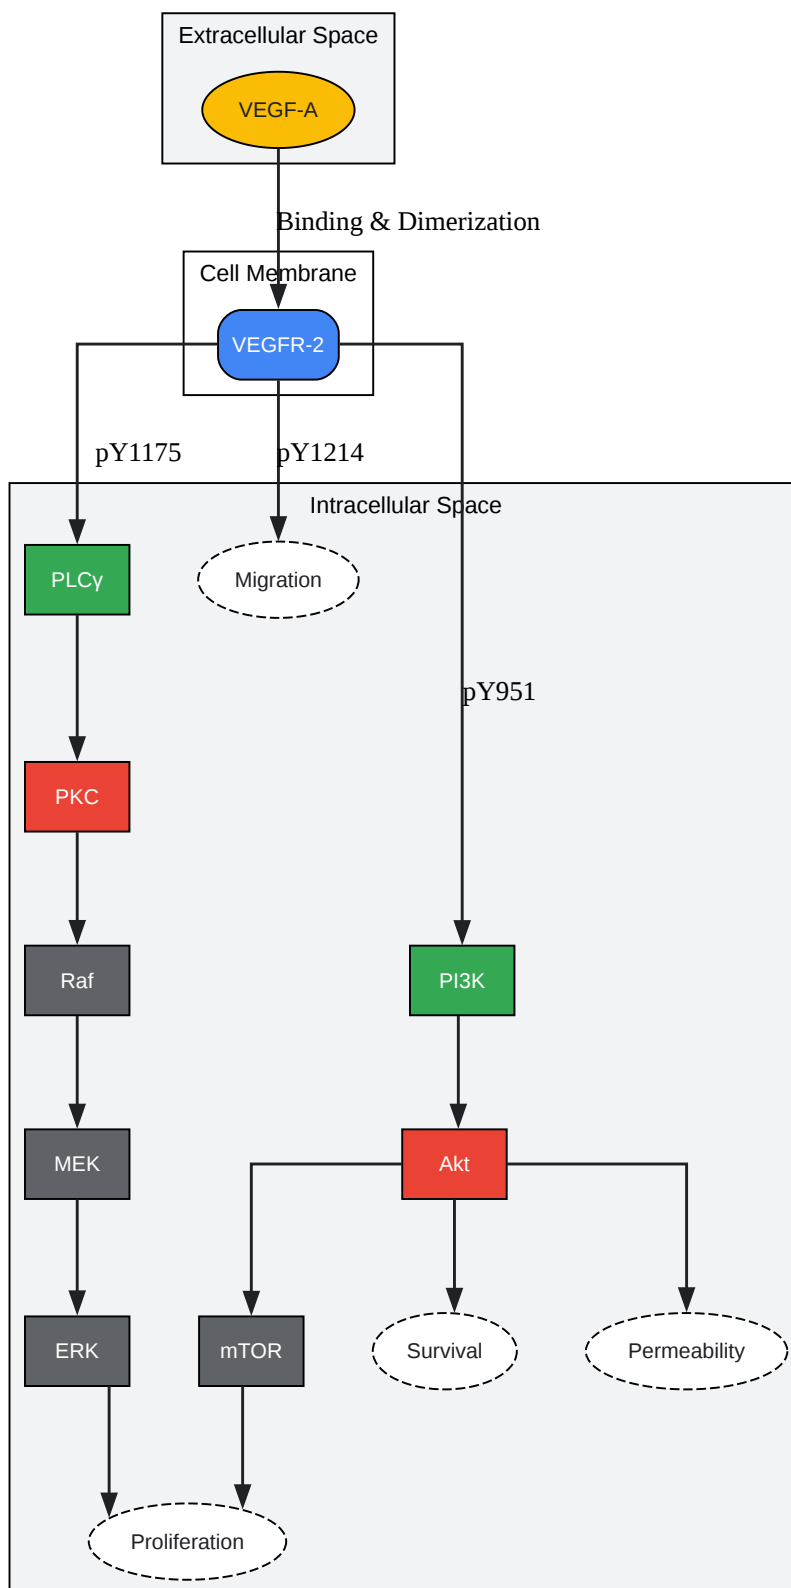 Extracellular Space
VEGF-A
Binding & Dimerization
Cell Membrane
VEGFR-2
pY1175
pY1214
Intracellular Space
PLCγ
Migration
pY951
PKC
Raf
PI3K
MEK
Akt
ERK
mTOR
Survival
Permeability
Proliferation